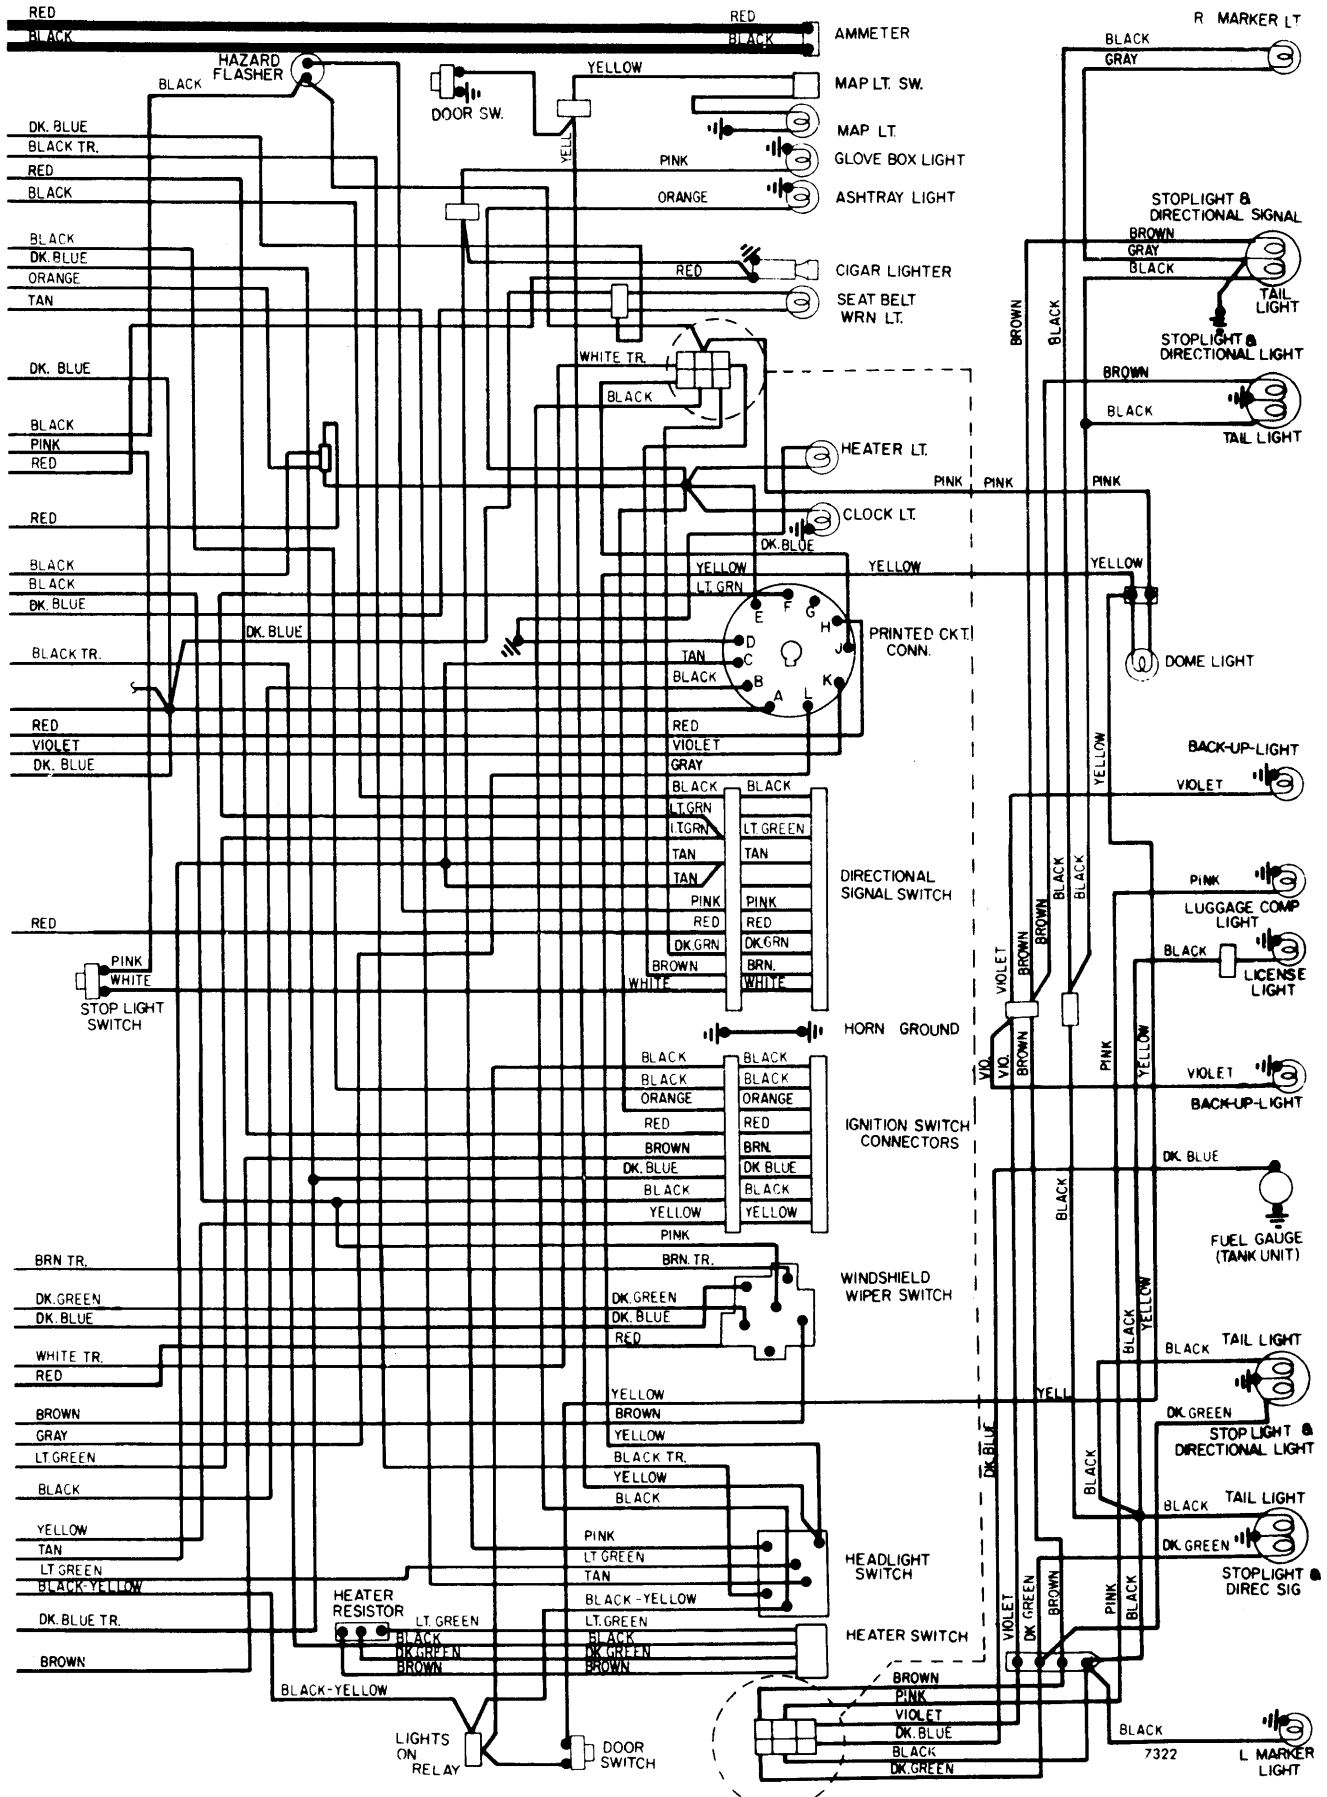 RED
RED
R MARKER LT
BLACK
BLACK
AMMETER
BLACK
GRAY
HAZARD
FLASHER
BLACK
YELLOW
MAP LT. SW.
DOOR SW.
DK. BLUE
YELL
MAP LT.
BLACK TR.
PINK
GLOVE BOX LIGHT
RED
BLACK
ORANGE
ASHTRAY LIGHT
STOPLIGHT &
DIRECTIONAL SIGNAL
BROWN
GRAY
BLACK
BLACK
DK. BLUE
ORANGE
TAN
RED
CIGAR LIGHTER
SEAT BELT
WRN LT.
TAIL
LIGHT
BROWN
BLACK
STOPLIGHT &
DIRECTIONAL LIGHT
WHITE TR.
BLACK
DK. BLUE
BROWN
BLACK
TAIL LIGHT
BLACK
PINK
RED
HEATER LT.
PINK
PINK
PINK
RED
CLOCK LT.
DK. BLUE
BLACK
BLACK
DK. BLUE
YELLOW
YELLOW
YELLOW
LT. GRN
E
F
G
H
J
K
L
A
B
C
D
DK. BLUE
PRINTED CKT.
CONN.
BLACK TR.
TAN
BLACK
DOME LIGHT
RED
VIOLET
DK. BLUE
RED
VIOLET
GRAY
YELLOW
BACK-UP-LIGHT
VIOLET
BLACK
BLACK
LT.GRN
LT.GRN
LT. GREEN
TAN
TAN
TAN
DIRECTIONAL
SIGNAL SWITCH
PINK
PINK
RED
RED
RED
DK.GRN
DK.GRN
BROWN
BRN.
WHITE
WHITE
BLACK
BLACK
BROWN
BROWN
VIOLET
PINK
LUGGAGE COMP
LIGHT
BLACK
LICENSE
LIGHT
PINK
WHITE
STOP LIGHT
SWITCH
HORN GROUND
VIO.
VIO.
BROWN
PINK
YELLOW
VIOLET
BACK-UP-LIGHT
BLACK
BLACK
BLACK
BLACK
ORANGE
ORANGE
RED
RED
BROWN
BRN.
DK. BLUE
DK BLUE
BLACK
BLACK
YELLOW
YELLOW
IGNITION SWITCH
CONNECTORS
DK. BLUE
BLACK
FUEL GAUGE
(TANK UNIT)
PINK
BRN TR.
BRN. TR.
DK.GREEN
DK. BLUE
DK. GREEN
DK. BLUE
RED
WINDSHIELD
WIPER SWITCH
BLACK
YELLOW
BLACK
TAIL LIGHT
WHITE TR.
RED
YELLOW
YELL
BROWN
BROWN
DK GREEN
STOP LIGHT &
DIRECTIONAL LIGHT
GRAY
YELLOW
LT.GREEN
BLACK TR.
YELLOW
DK.BLUE
BLACK
BLACK
BLACK
BLACK
TAIL LIGHT
YELLOW
TAN
PINK
LT GREEN
TAN
HEADLIGHT
SWITCH
DK. GREEN
STOPLIGHT &
DIREC SIG
LT GREEN
BLACK-YELLOW
BLACK-YELLOW
HEATER
RESISTOR
DK.BLUE TR.
LT. GREEN
BLACK
DK.GREEN
BROWN
LT.GREEN
BLACK
DK.GREEN
BROWN
HEATER SWITCH
VIOLET
DK GREEN
BROWN
PINK
BLACK
BROWN
BLACK-YELLOW
BROWN
PINK
VIOLET
DK.BLUE
BLACK
DK.GREEN
LIGHTS
ON
RELAY
DOOR
SWITCH
BLACK
7322
L MARKER
LIGHT